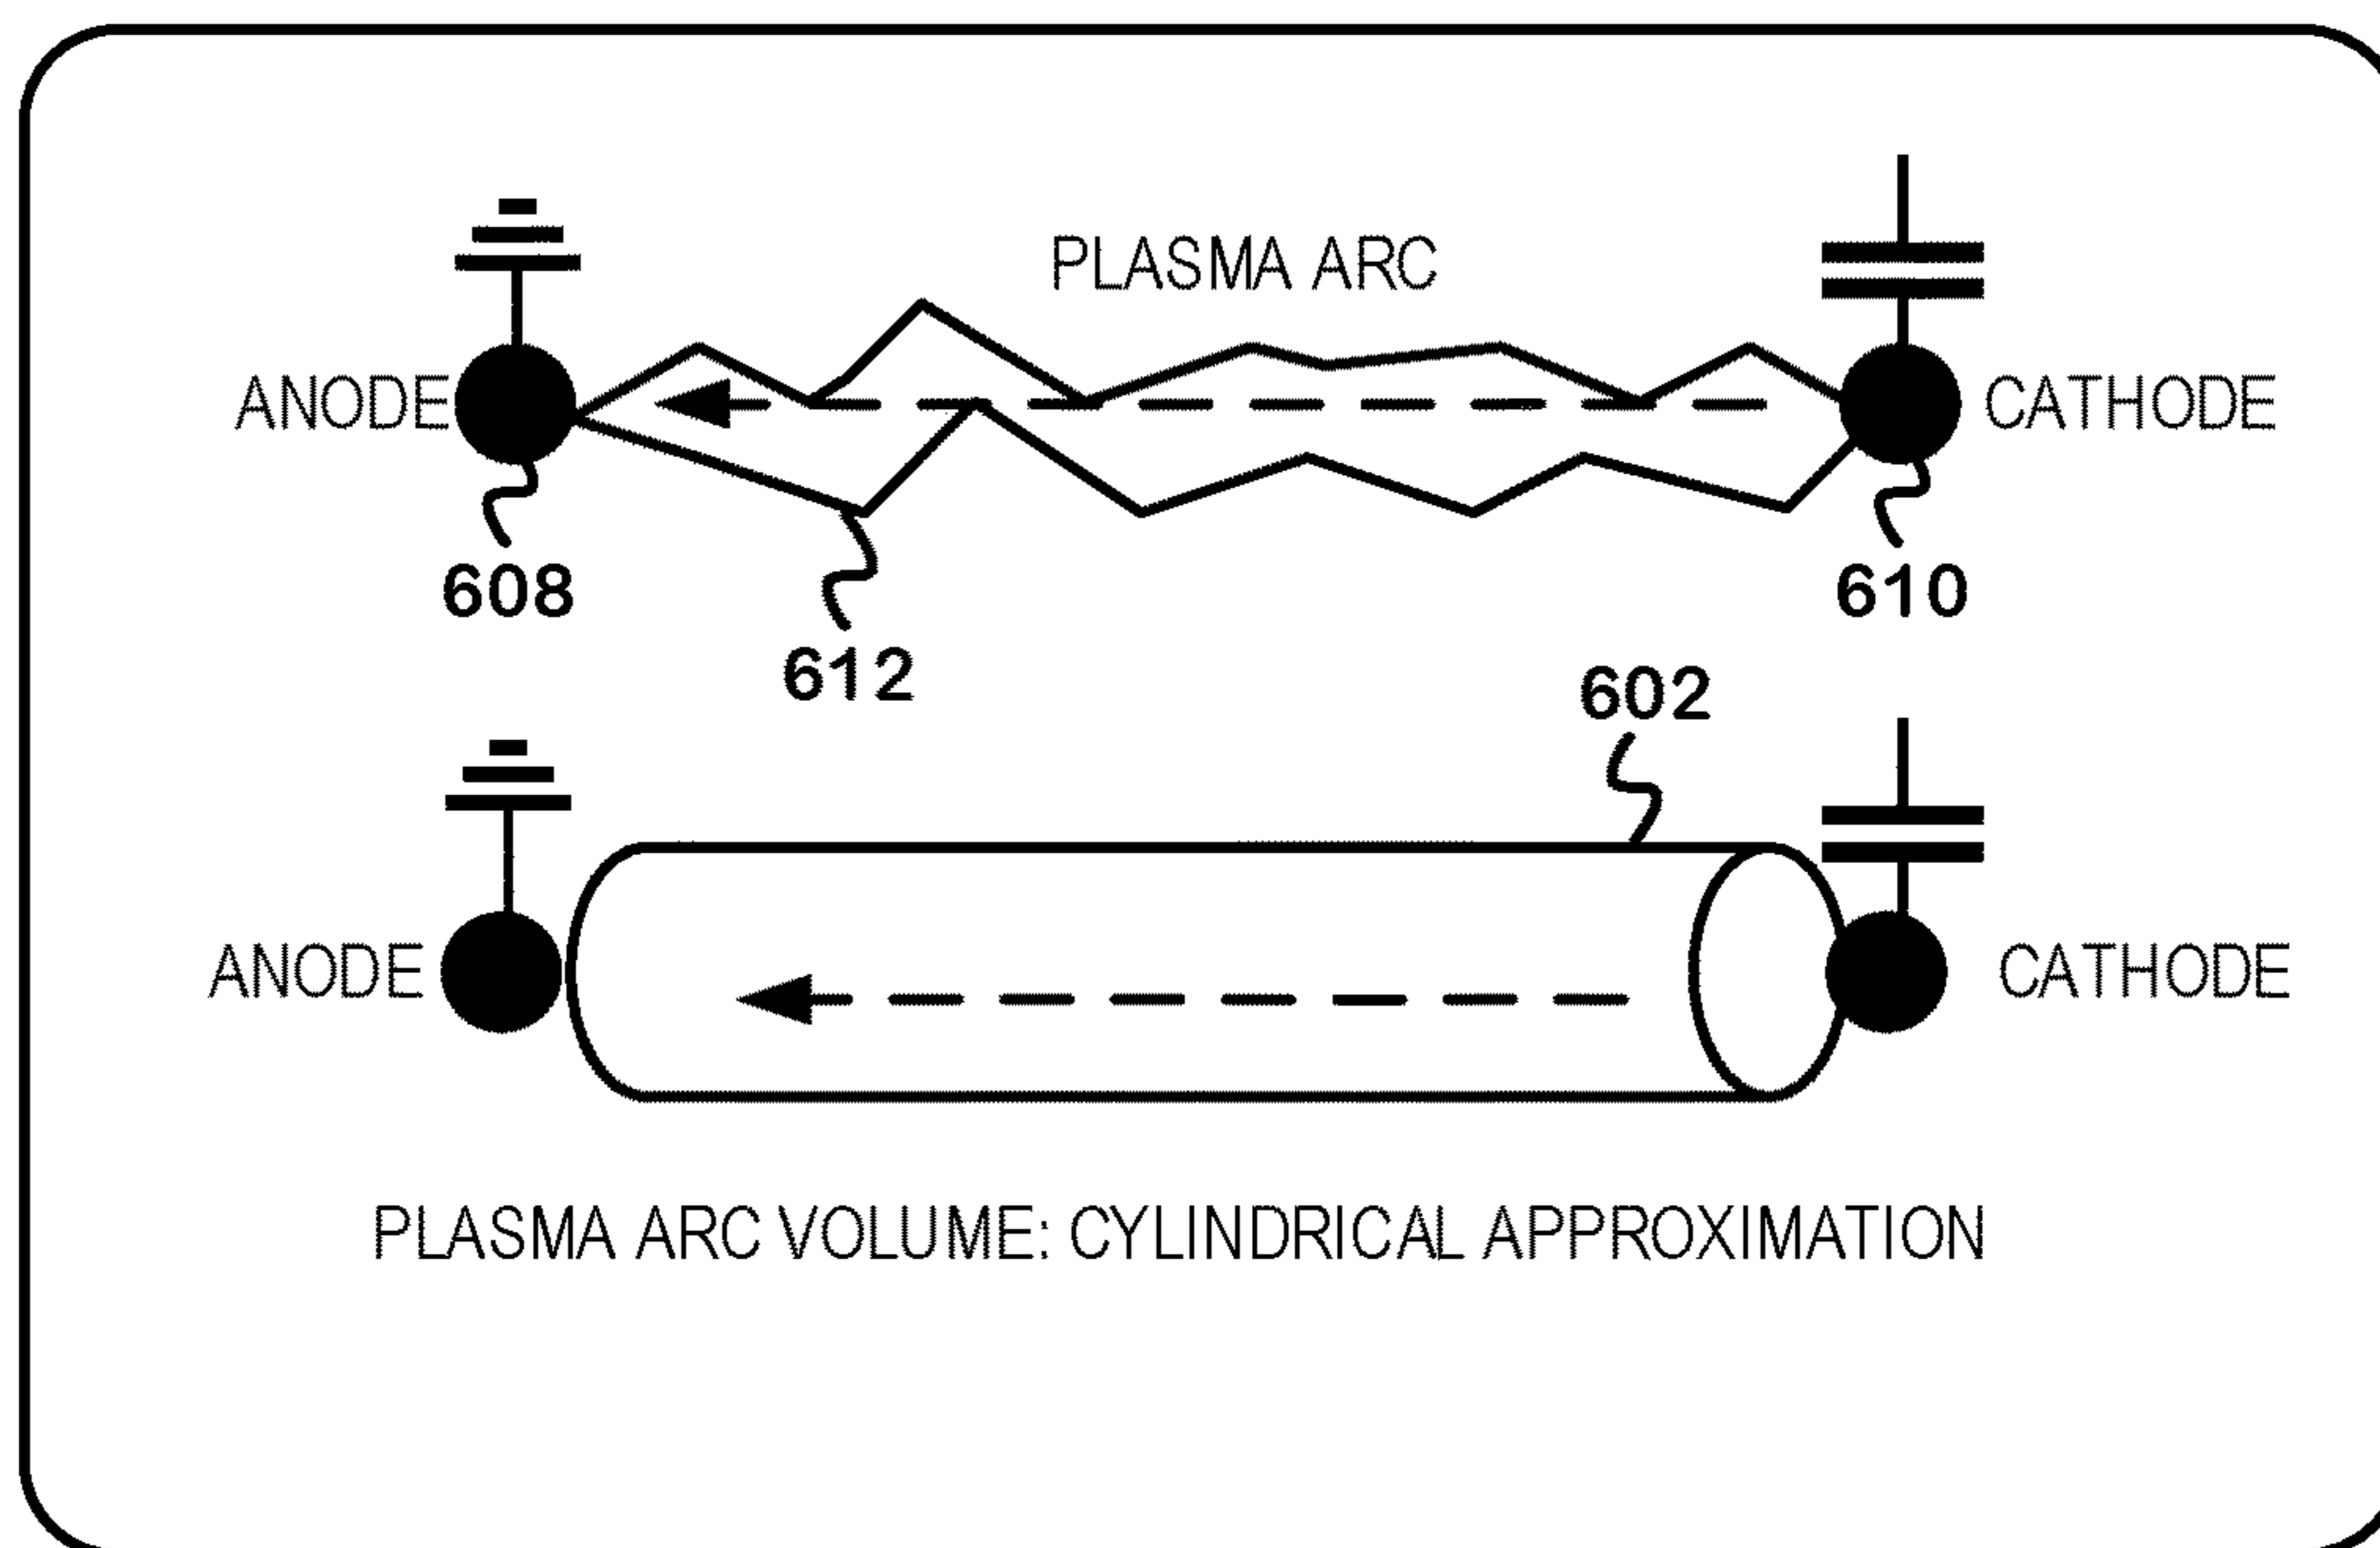 PLASMA ARC
ANODE
CATHODE
608
610
612
602
ANODE
CATHODE
PLASMA ARC VOLUME: CYLINDRICAL APPROXIMATION